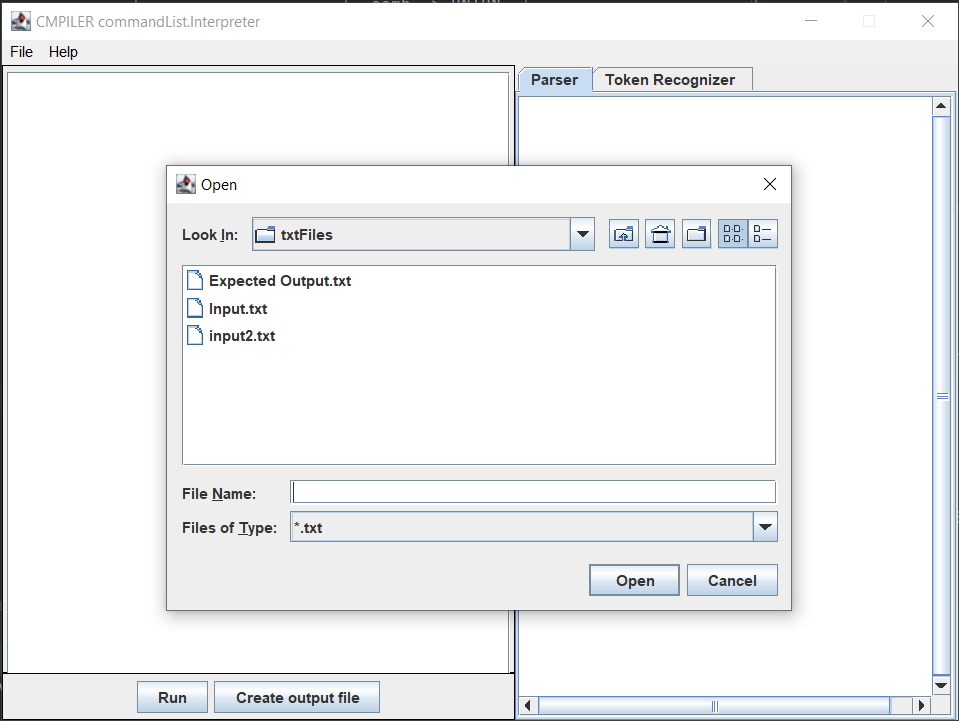 CMPILER commandList.Interpreter
File Help
Parser Token Recognizer
Open
Look In: txtFiles
Expected Output.txt
Input.txt
input2.txt
File Name:
Files of Type: *.txt
Open Cancel
Run Create output file